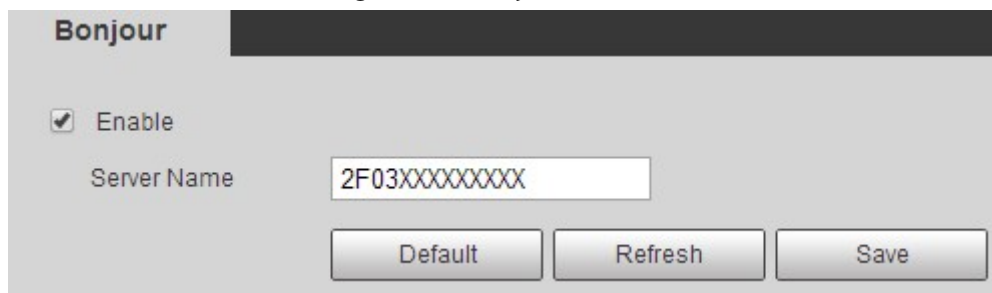 Bonjour
Enable
Server Name 2F03XXXXXXXXX
Default Refresh Save